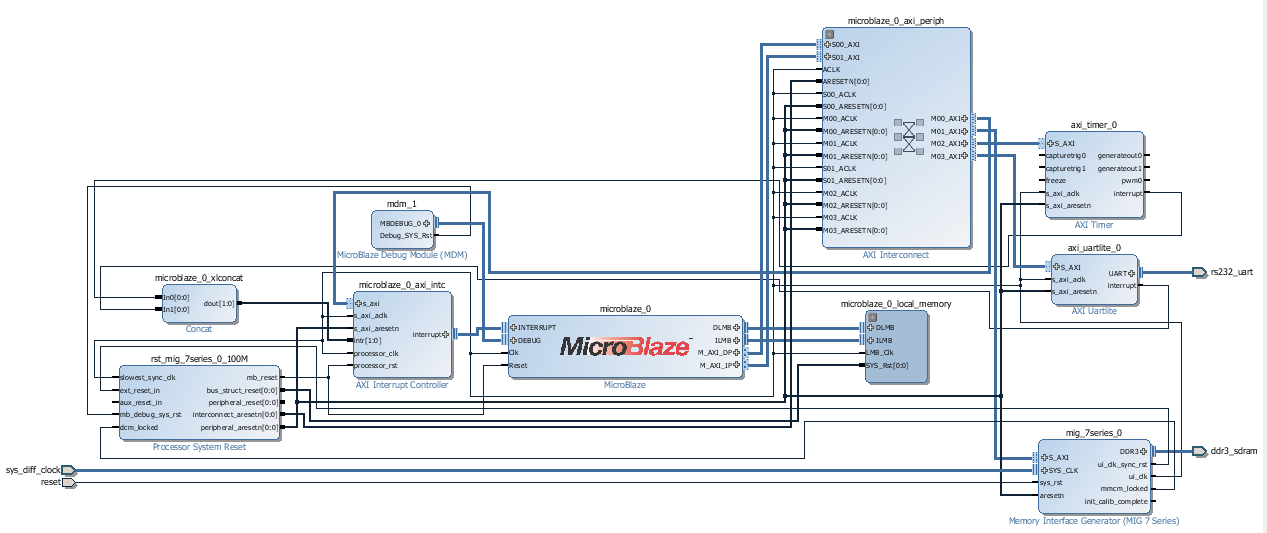 microblaze_0_axi_periph
S00_AXI
S01_AXI
ACLK
ARESETN[0:0]
S00_ACLK
S00_ARESETN[0:0]
M00_ACLK
M00_ARESETN[0:0]
M01_ACLK
M01_ARESETN[0:0]
S01_ACLK
S01_ARESETN[0:0]
M02_ACLK
M02_ARESETN[0:0]
M03_ACLK
M03_ARESETN[0:0]
M00_AXI
M01_AXI
M02_AXI
M03_AXI
AXI Interconnect
axi_timer_0
S_AXI
capturetrig0
capturetrig1
freeze
s_axi_aclk
s_axi_aresetn
generateout0
generateout1
pwm0
interrupt
AXI Timer
mdm_1
MBDEBUG_0
Debug_SYS_Rst
MicroBlaze Debug Module (MDM)
axi_uartlite_0
S_AXI
s_axi_aclk
s_axi_aresetn
UART
interrupt
AXI Uartlite
rs232_uart
microblaze_0_xlconcat
In0[0:0]
In1[0:0]
dout[1:0]
Concat
microblaze_0_axi_intc
s_axi
s_axi_aclk
s_axi_aresetn
intr[1:0]
processor_clk
processor_rst
interrupt
AXI Interrupt Controller
microblaze_0
INTERRUPT
DEBUG
Clk
Reset
MicroBlaze
DLMB
ILMB
M_AXI_DP
M_AXI_IP
MicroBlaze
microblaze_0_local_memory
DLMB
ILMB
LMB_Clk
SYS_Rst[0:0]
rst_mig_7series_0_100M
slowest_sync_clk
ext_reset_in
aux_reset_in
mb_debug_sys_rst
dcm_locked
mb_reset
bus_struct_reset[0:0]
peripheral_reset[0:0]
interconnect_aresetn[0:0]
peripheral_aresetn[0:0]
Processor System Reset
mig_7series_0
S_AXI
SYS_CLK
sys_rst
aresetn
DDR3
ui_clk_sync_rst
ui_clk
mmcm_locked
init_calib_complete
Memory Interface Generator (MIG 7 Series)
ddr3_sdram
sys_diff_clock
reset